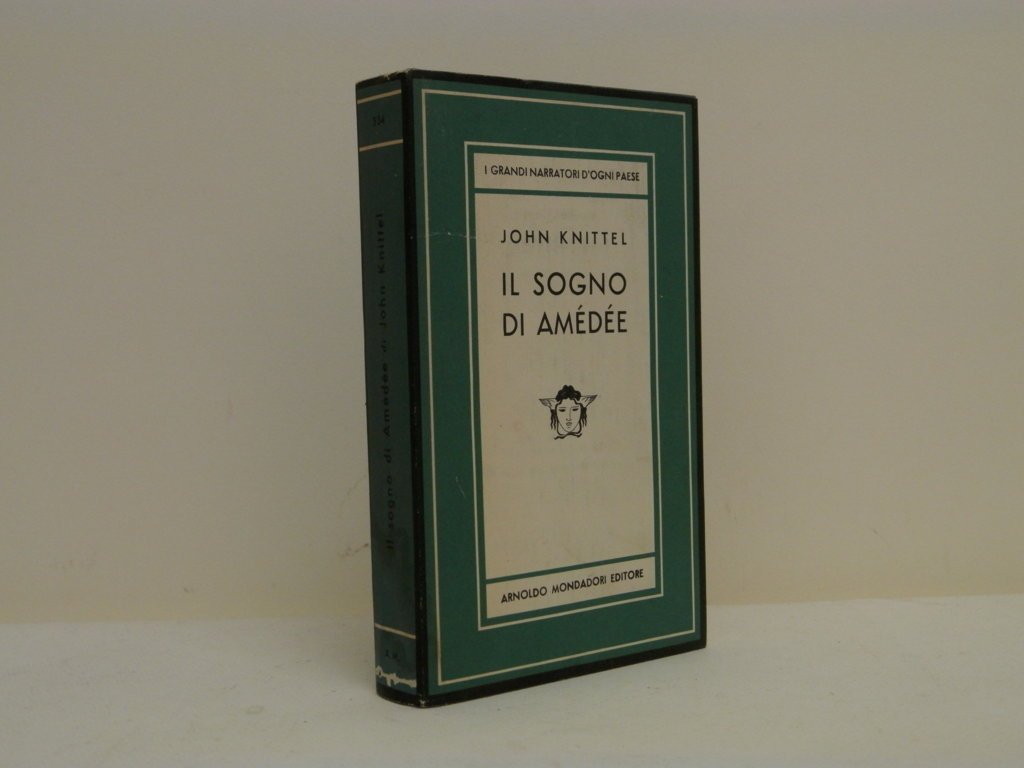 I GRANDI NARRATORI D'OGNI PAESE
JOHN KNITTEL
IL SOGNO
DI AMÉDÉE
ARNOLDO MONDADORI EDITORE
Il sogno di Amédée di John Knittel